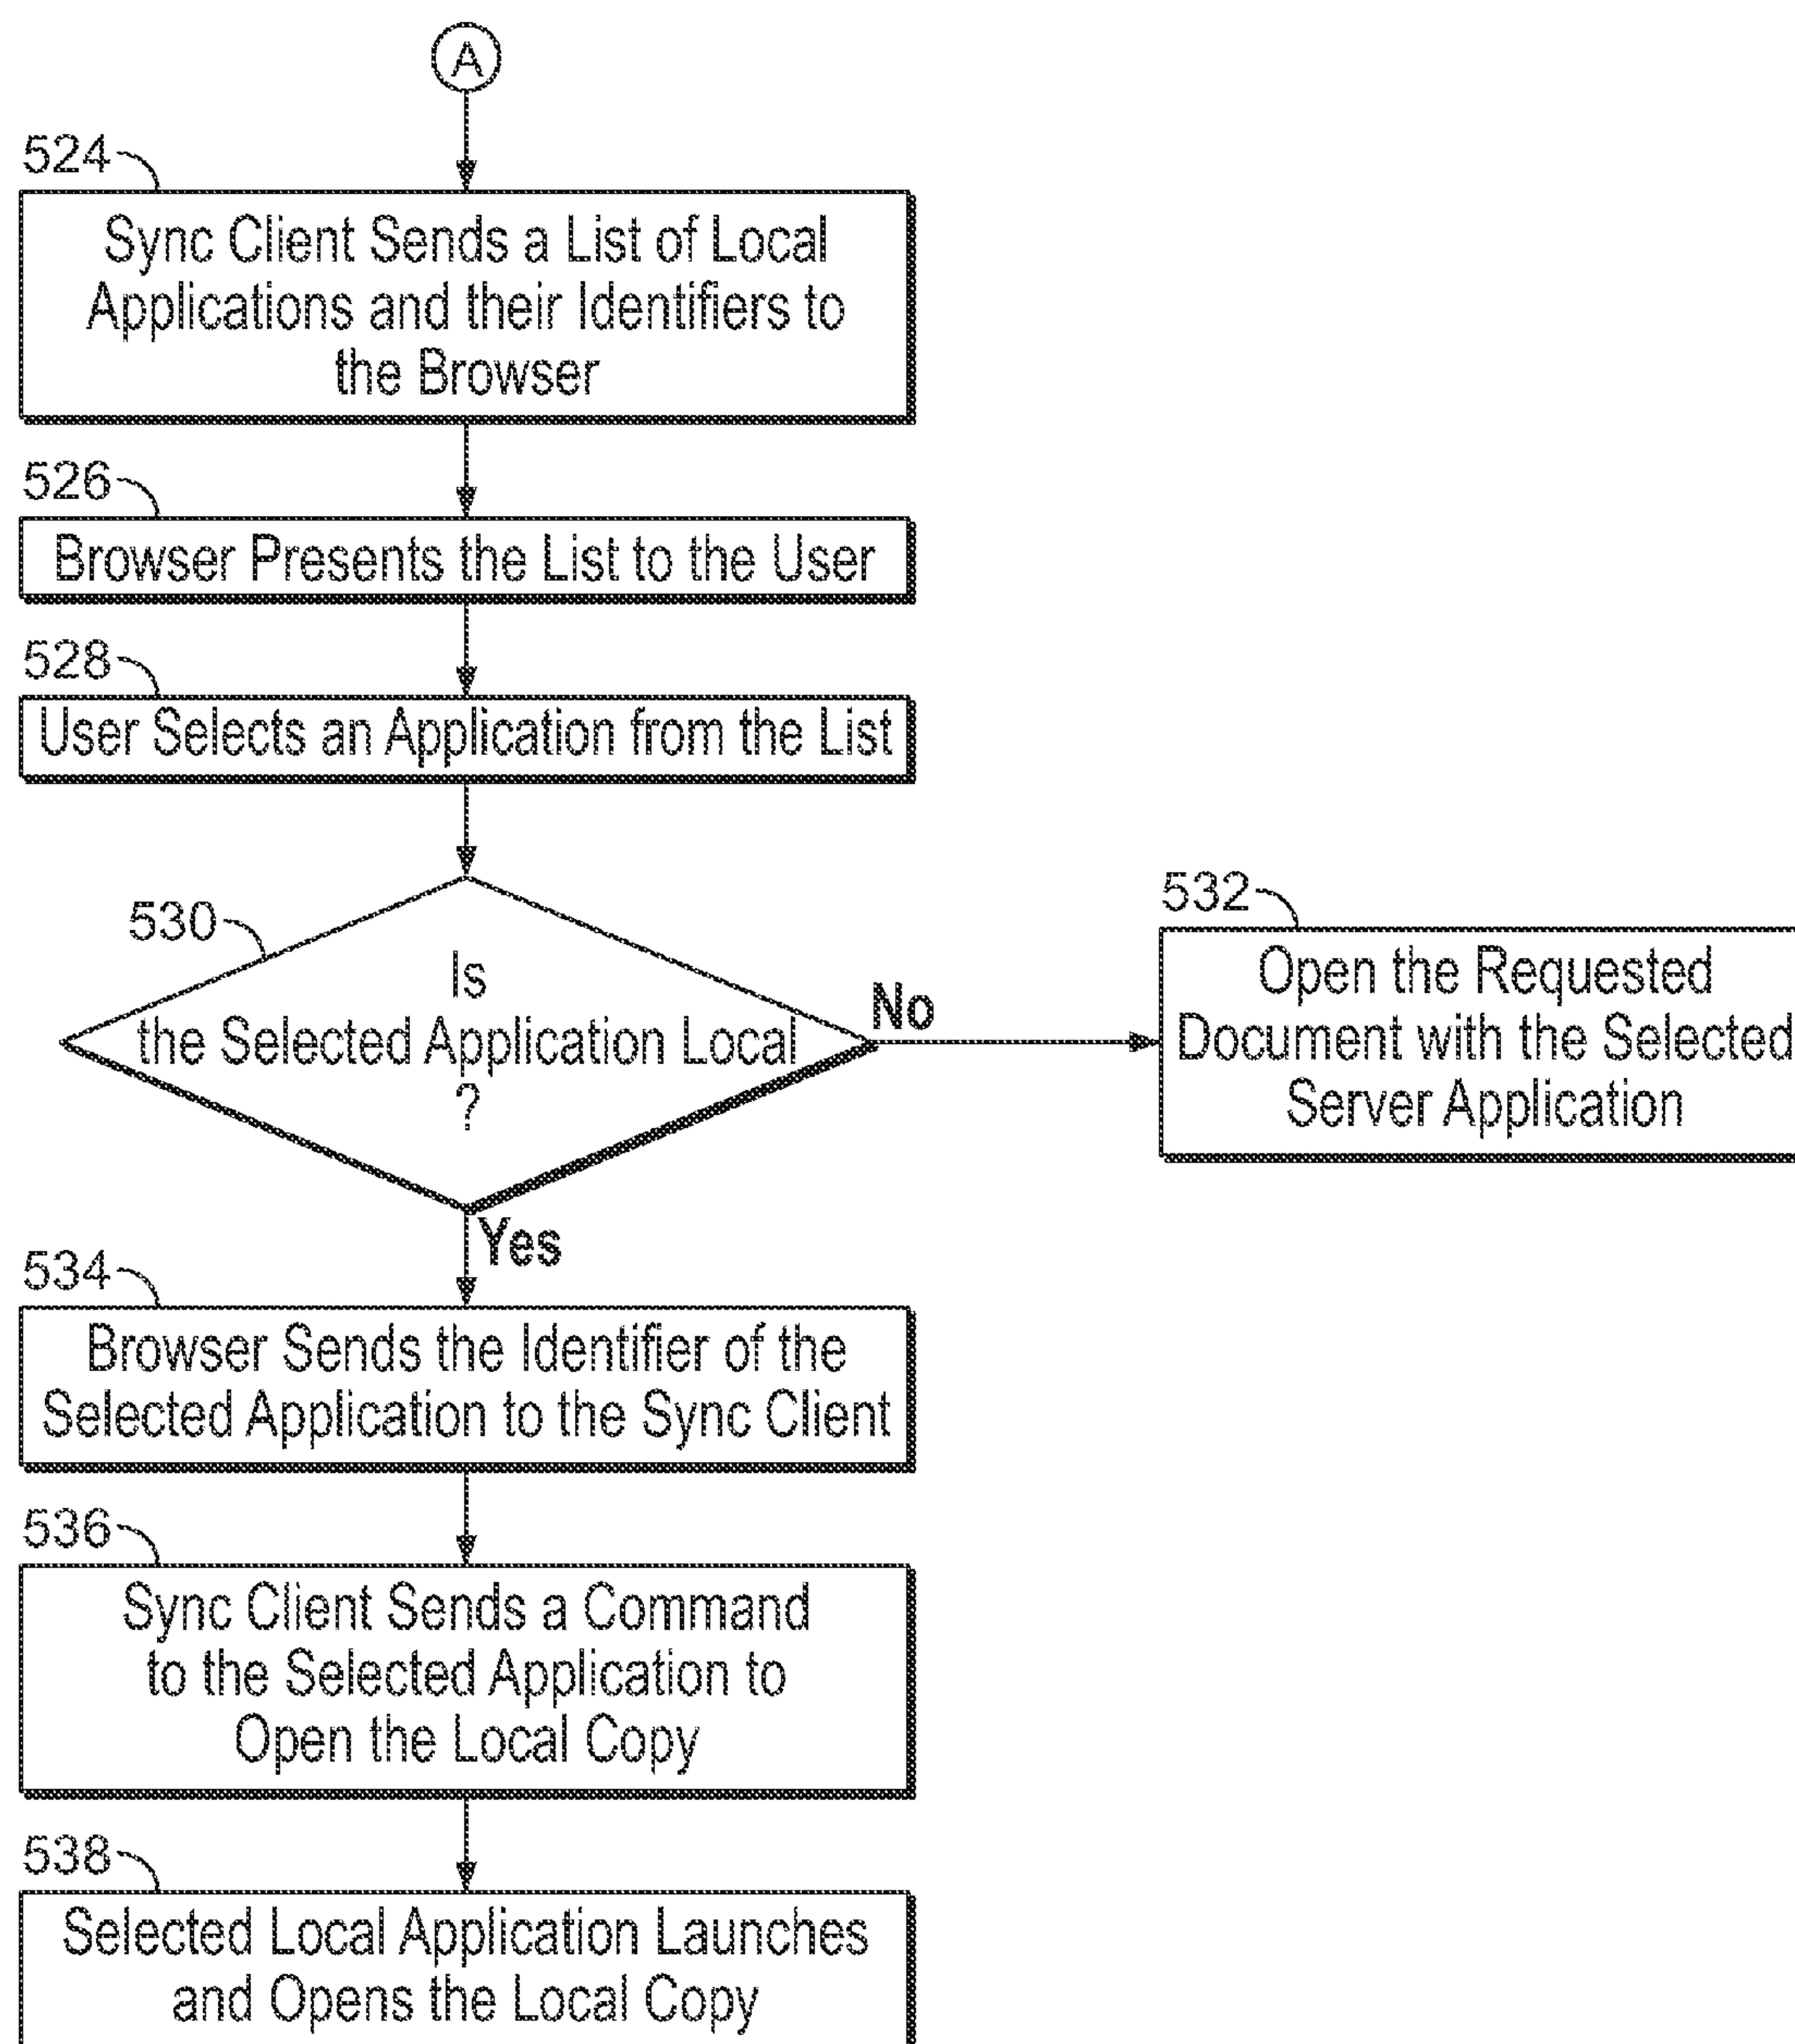 A
524
Sync Client Sends a List of Local
Applications and their Identifiers to
the Browser
526
Browser Presents the List to the User
528
User Selects an Application from the List
530
Is
the Selected Application Local
?
No
532
Open the Requested
Document with the Selected
Server Application
Yes
534
Browser Sends the Identifier of the
Selected Application to the Sync Client
536
Sync Client Sends a Command
to the Selected Application to
Open the Local Copy
538
Selected Local Application Launches
and Opens the Local Copy